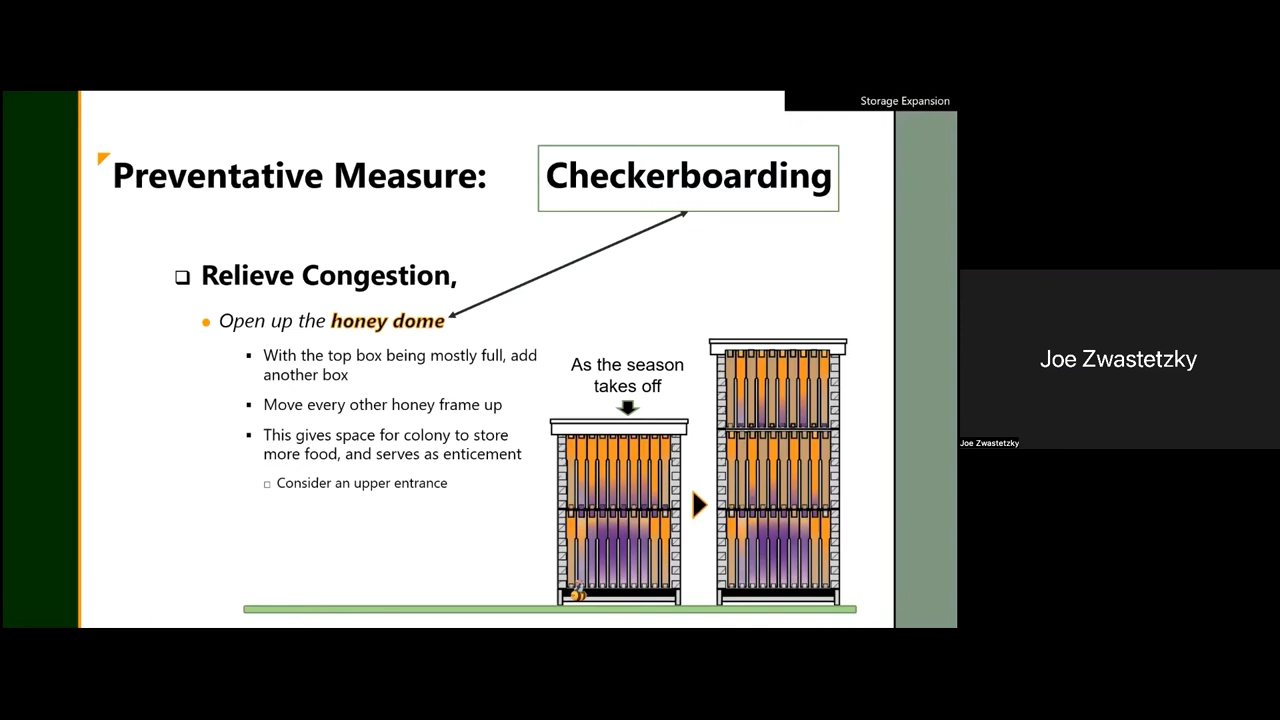 Storage Expansion
Preventative Measure: Checkerboarding
Relieve Congestion,
Open up the honey dome
With the top box being mostly full, add
another box
Move every other honey frame up
This gives space for colony to store
more food, and serves as enticement
Consider an upper entrance
As the season
takes off
Joe Zwastetzky
Joe Zwastetzky